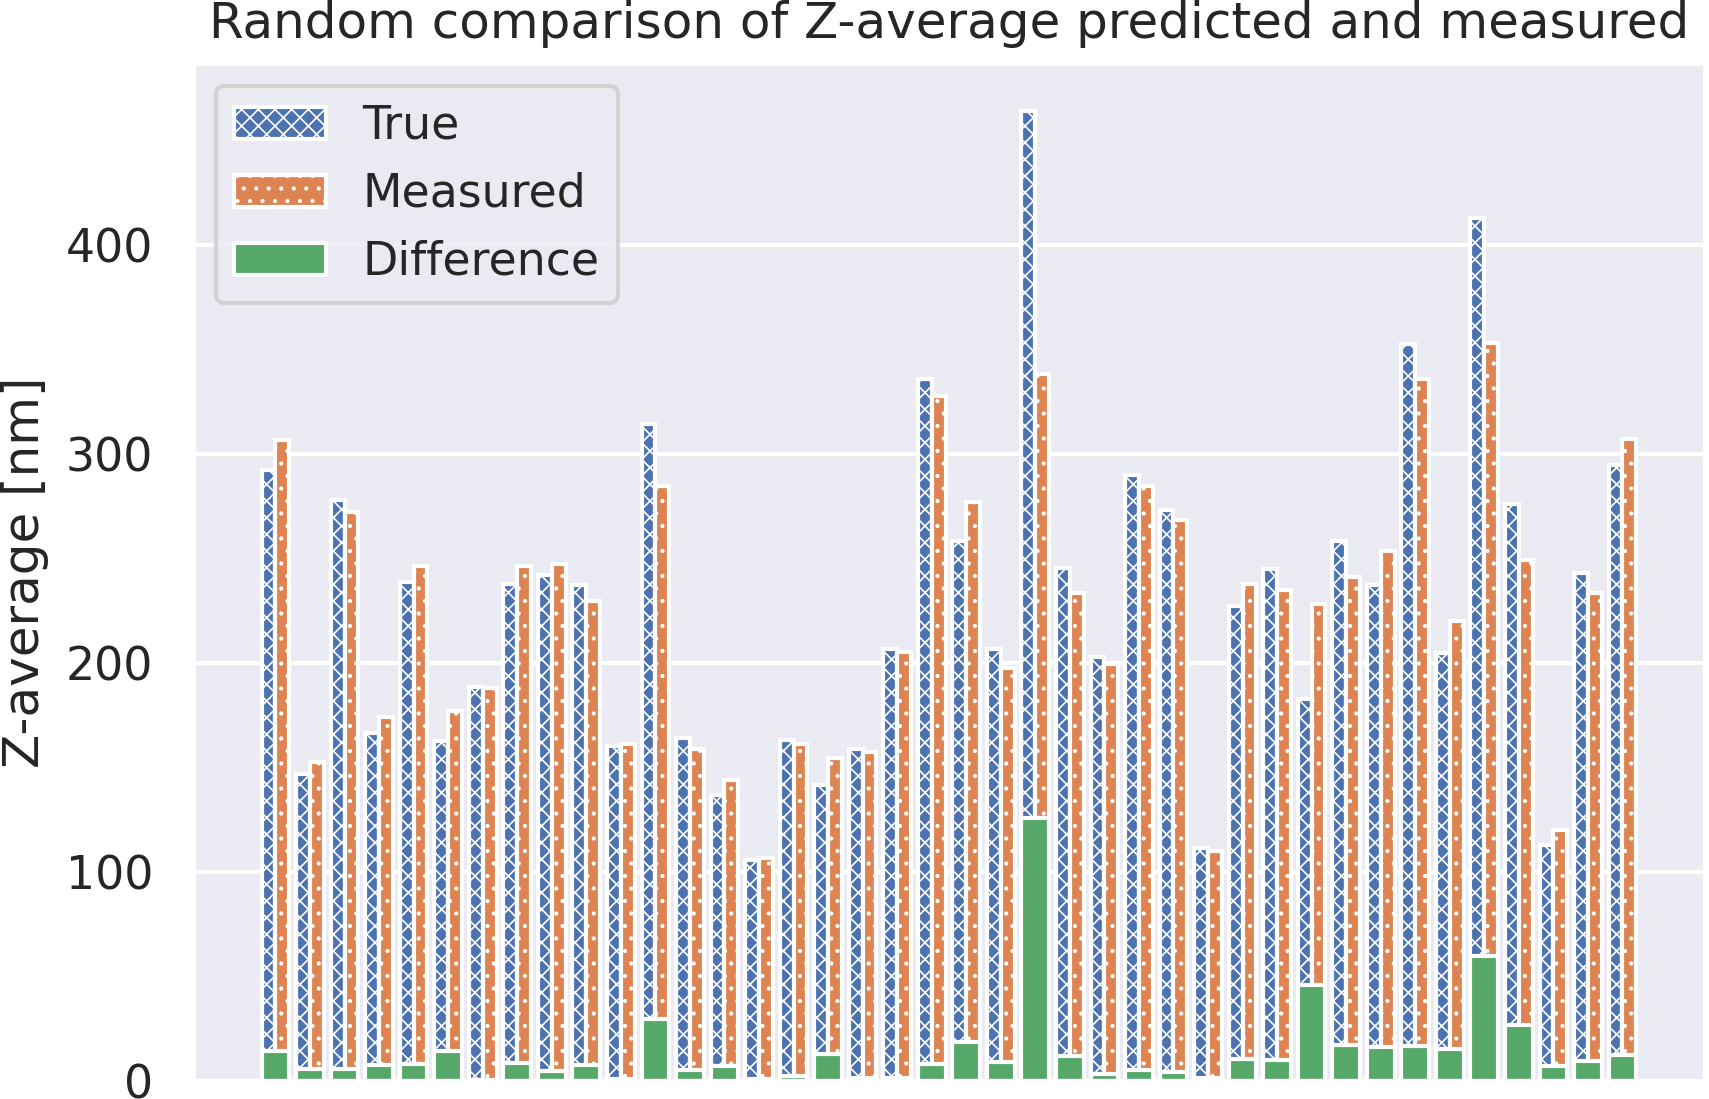 Random comparison of Z-average predicted and measured
True
Measured
Difference
Z-average [nm]
400
300
200
100
0